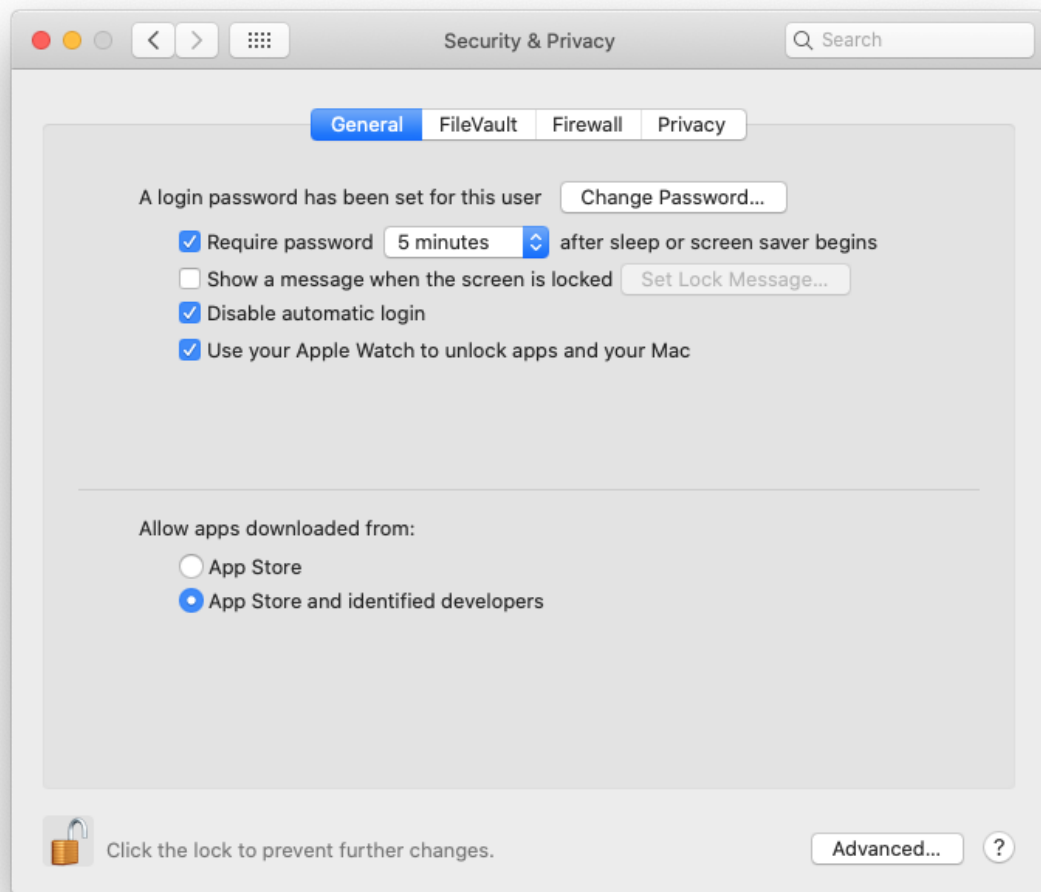 Security & Privacy
Search
General FileVault Firewall Privacy
A login password has been set for this user Change Password...
Require password 5 minutes after sleep or screen saver begins
Show a message when the screen is locked Set Lock Message...
Disable automatic login
Use your Apple Watch to unlock apps and your Mac
Allow apps downloaded from:
App Store
App Store and identified developers
Click the lock to prevent further changes.
Advanced... ?